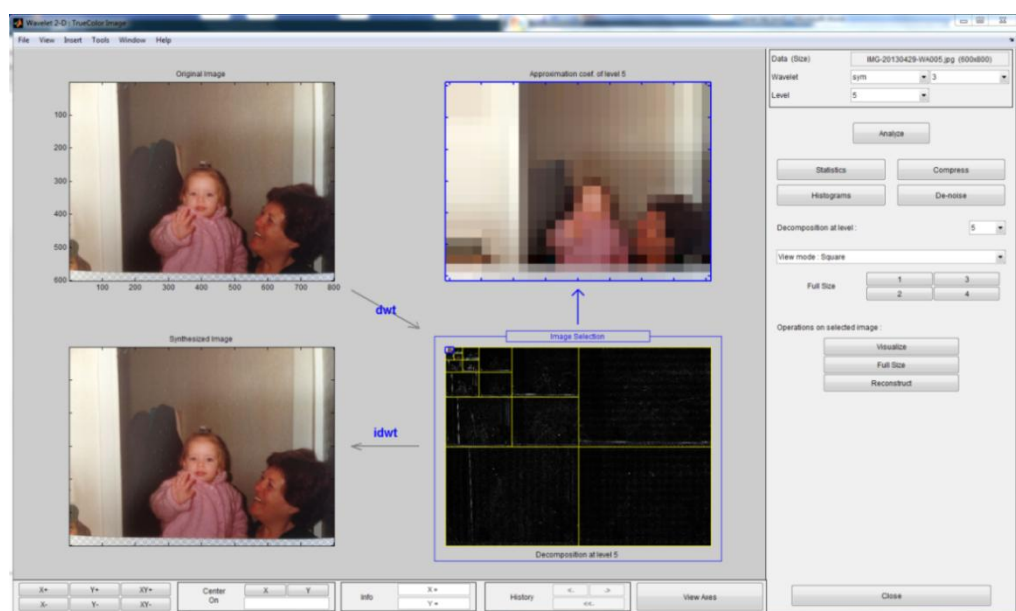 Wavelet 2-D : TrueColor Image
File View Insert Tools Window Help
Original Image
100
200
300
400
500
600
100 200 300 400 500 600 700 800
Approximation coef. of level 5
dwt
Synthesized Image
Image Selection
idwt
Decomposition at level 5
Data (Size) IMG-20130429-WA005.jpg (600x800)
Wavelet sym 3
Level 5
Analyze
Statistics Compress
Histograms De-noise
Decomposition at level : 5
View mode : Square
Full Size 1 3
2 4
Operations on selected image :
Visualize
Full Size
Reconstruct
X+ Y+ XY+ Center On X Y Info X = History <- -> View Axes Close
X- Y- XY- Y = <<-